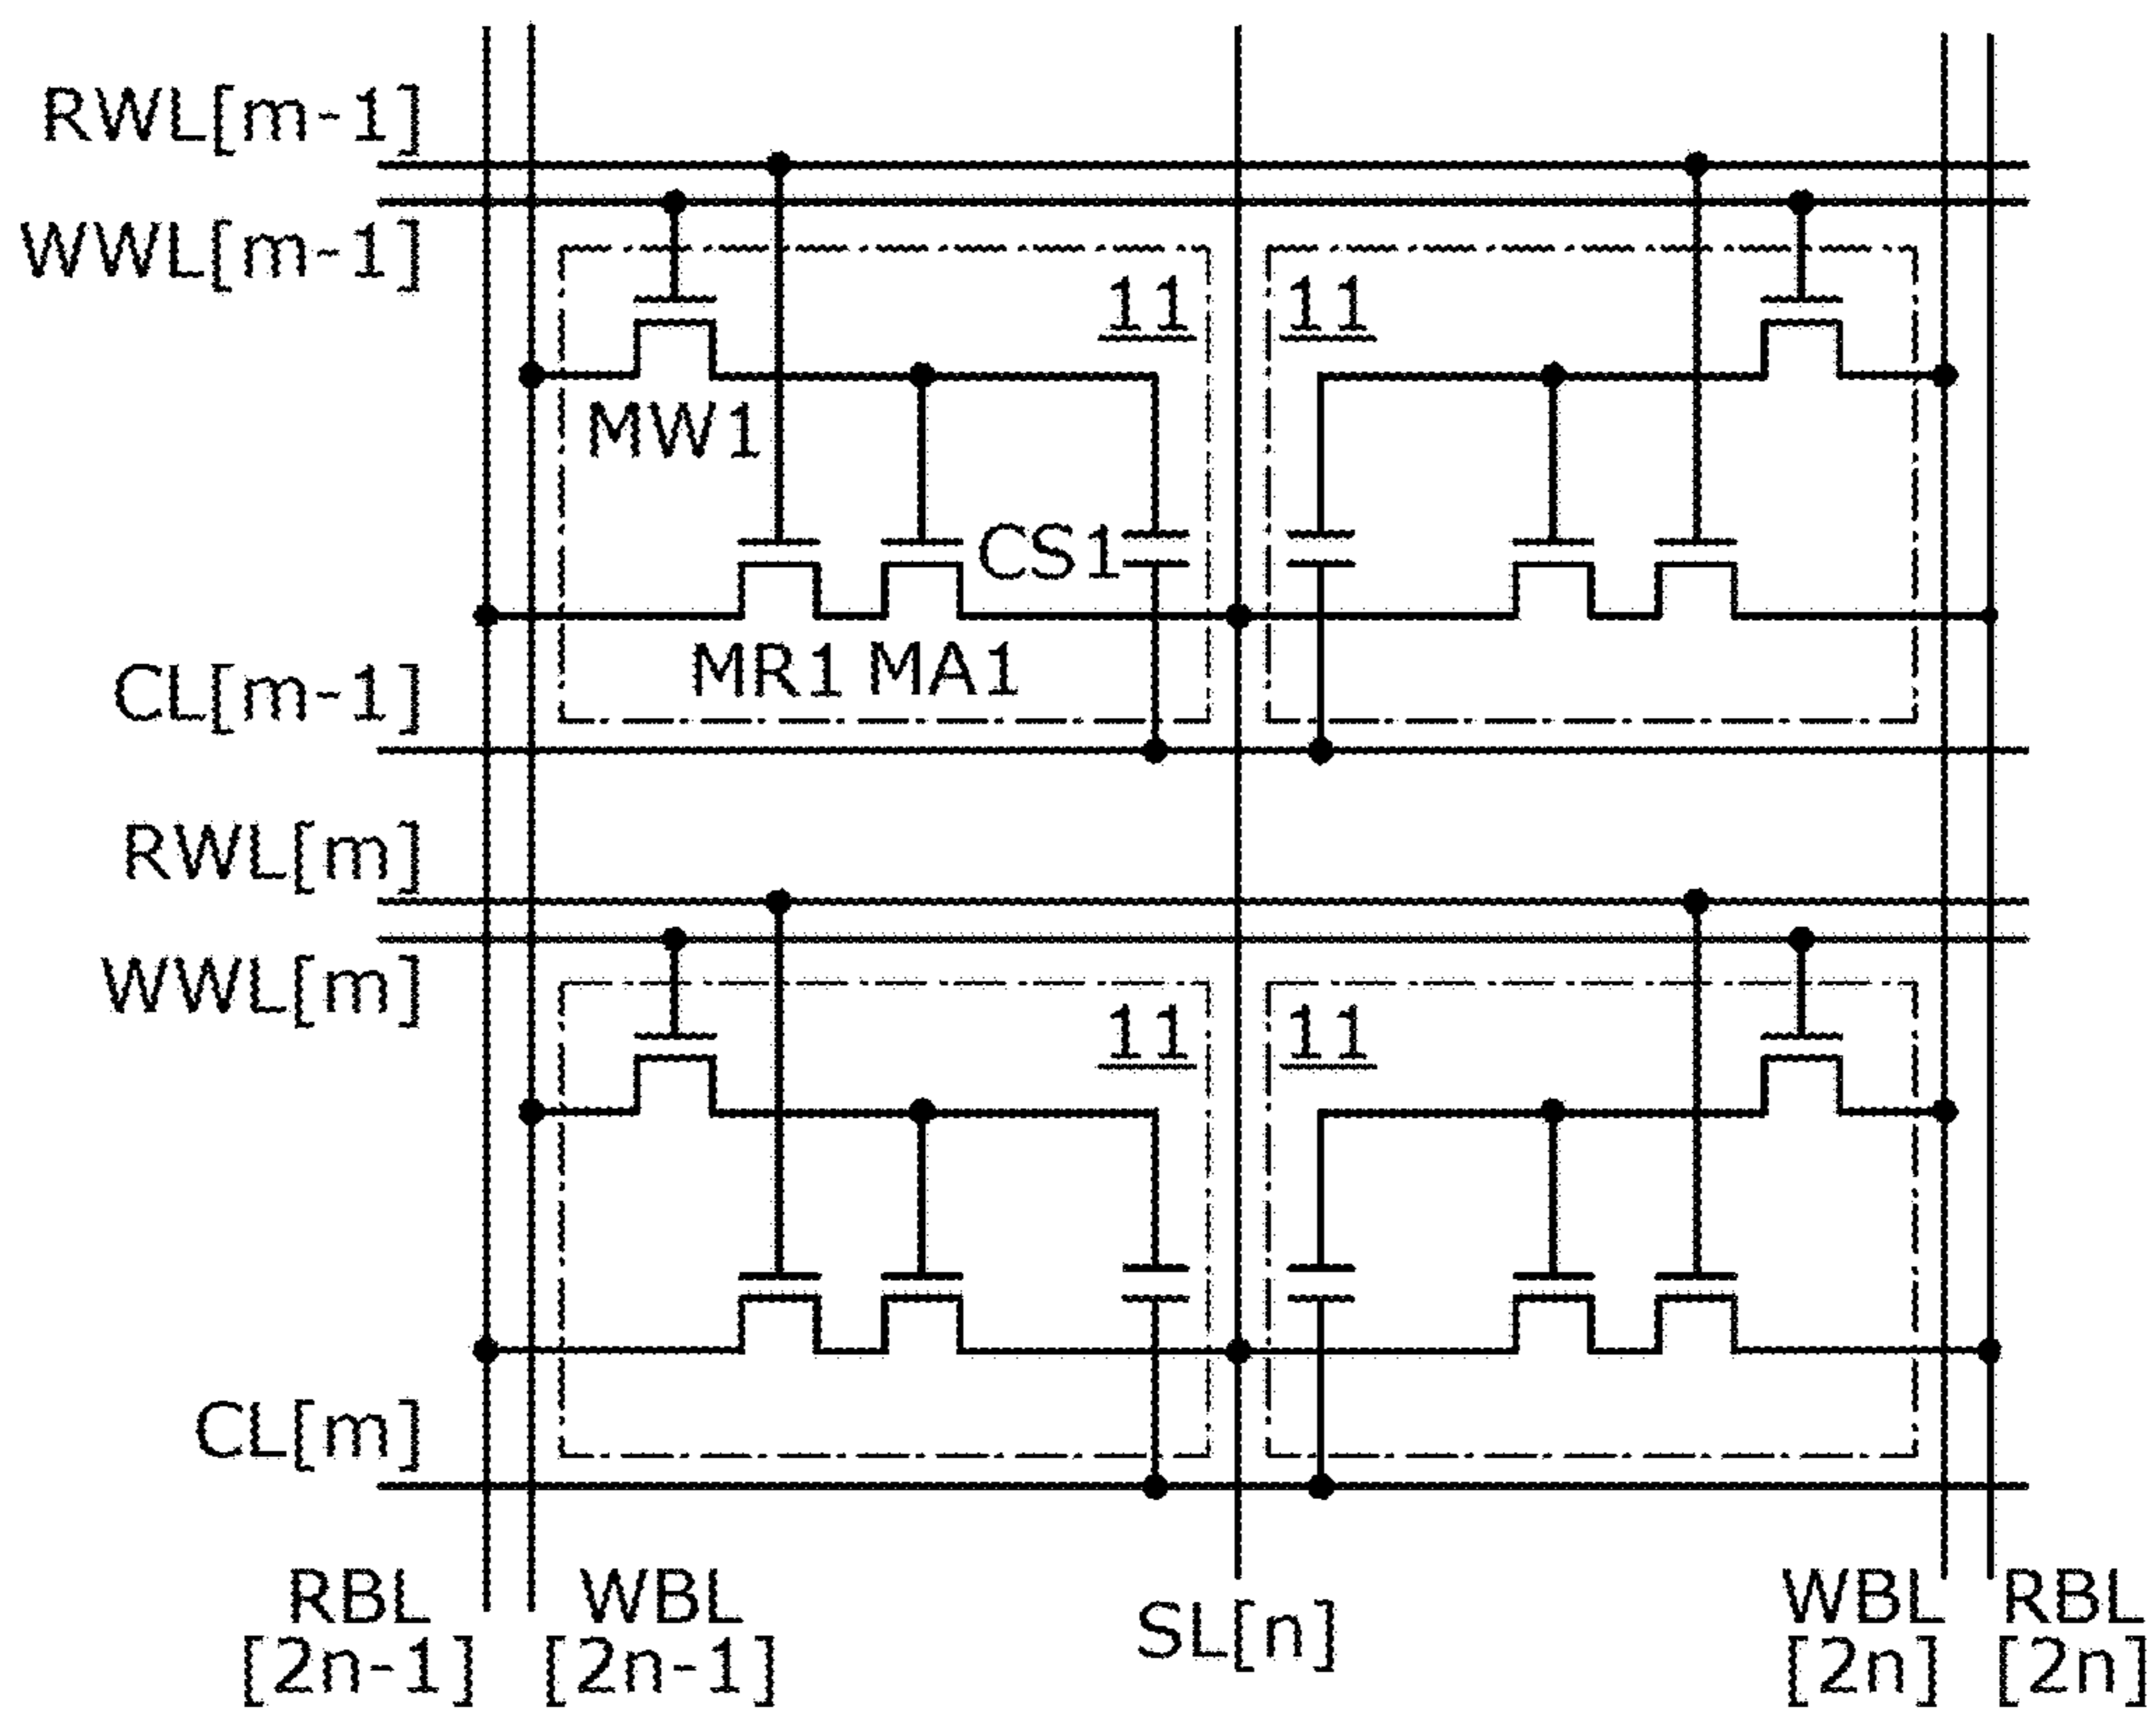 RWL[m-1]
WWL[m-1]
11 11
MW1
CS1
MR1 MA1
CL[m-1]
RWL[m]
WWL[m]
11 11
CL[m]
RBL WBL SL[n] WBL RBL
[2n-1] [2n-1] [2n] [2n]